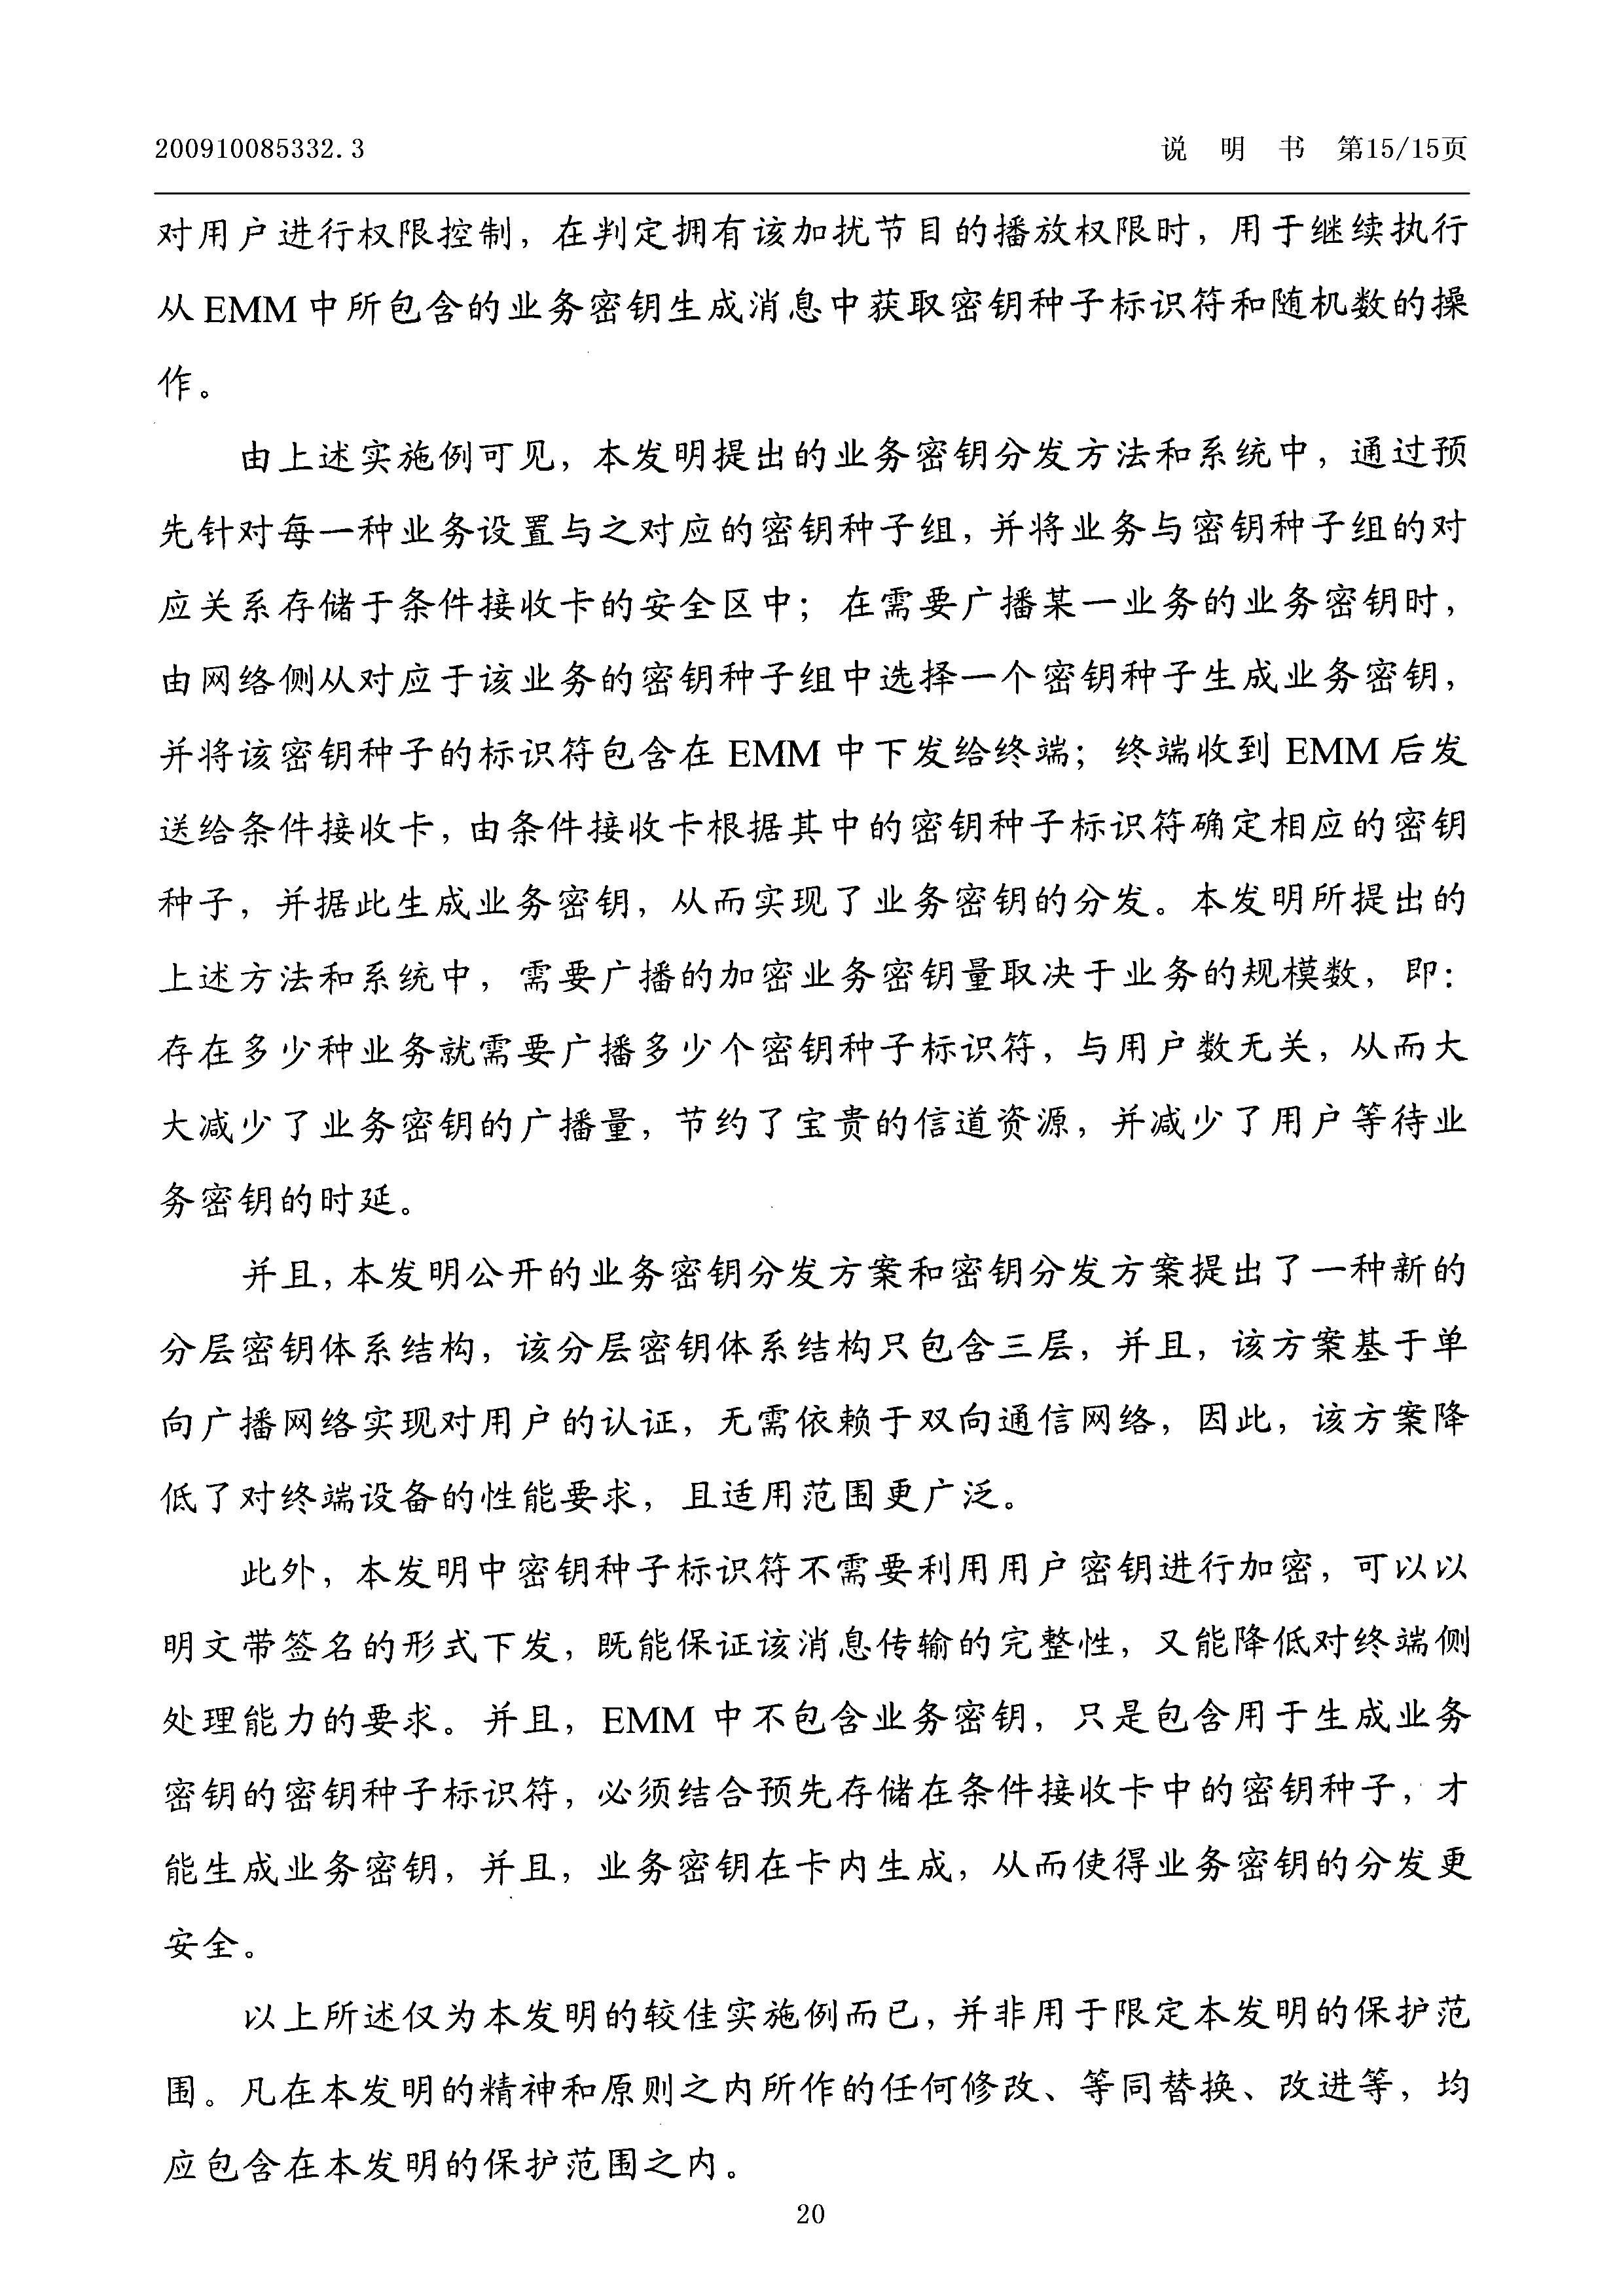 200910085332.3 说 明 书 第15/15页
对用户进行权限控制，在判定拥有该加扰节目的播放权限时，用于继续执行
从 EMM 中所包含的业务密钥生成消息中获取密钥种子标识符和随机数的操
作。
由上述实施例可见，本发明提出的业务密钥分发方法和系统中，通过预
先针对每一种业务设置与之对应的密钥种子组，并将业务与密钥种子组的对
应关系存储于条件接收卡的安全区中；在需要广播某一业务的业务密钥时，
由网络侧从对应于该业务的密钥种子组中选择一个密钥种子生成业务密钥，
并将该密钥种子的标识符包含在 EMM 中下发给终端；终端收到 EMM 后发
送给条件接收卡，由条件接收卡根据其中的密钥种子标识符确定相应的密钥
种子，并据此生成业务密钥，从而实现了业务密钥的分发。本发明所提出的
上述方法和系统中，需要广播的加密业务密钥量取决于业务的规模数，即：
存在多少种业务就需要广播多少个密钥种子标识符，与用户数无关，从而大
大减少了业务密钥的广播量，节约了宝贵的信道资源，并减少了用户等待业
务密钥的时延。
并且，本发明公开的业务密钥分发方案和密钥分发方案提出了一种新的
分层密钥体系结构，该分层密钥体系结构只包含三层，并且，该方案基于单
向广播网络实现对用户的认证，无需依赖于双向通信网络，因此，该方案降
低了对终端设备的性能要求，且适用范围更广泛。
此外，本发明中密钥种子标识符不需要利用用户密钥进行加密，可以以
明文带签名的形式下发，既能保证该消息传输的完整性，又能降低对终端侧
处理能力的要求。并且，EMM 中不包含业务密钥，只是包含用于生成业务
密钥的密钥种子标识符，必须结合预先存储在条件接收卡中的密钥种子，才
能生成业务密钥，并且，业务密钥在卡内生成，从而使得业务密钥的分发更
安全。
以上所述仅为本发明的较佳实施例而已，并非用于限定本发明的保护范
围。凡在本发明的精神和原则之内所作的任何修改、等同替换、改进等，均
应包含在本发明的保护范围之内。
20